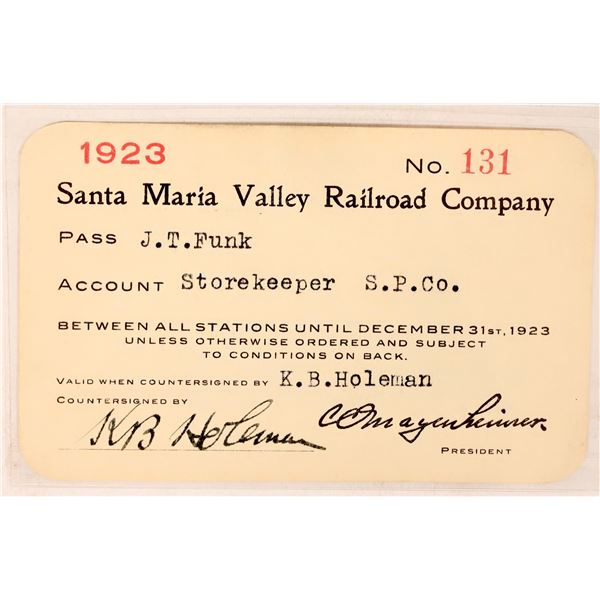 1923
No. 131
Santa Maria Valley Railroad Company
PASS J.T.Funk
ACCOUNT Storekeeper S.P.Co.
BETWEEN ALL STATIONS UNTIL DECEMBER 31ST, 1923
UNLESS OTHERWISE ORDERED AND SUBJECT
TO CONDITIONS ON BACK.
VALID WHEN COUNTERSIGNED BY K.B.Holeman
COUNTERSIGNED BY
KB Holeman
PRESIDENT